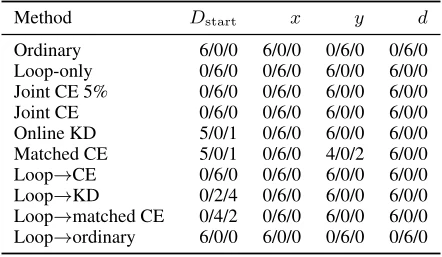 Method D_start x y d
Ordinary 6/0/0 6/0/0 0/6/0 0/6/0
Loop-only 0/6/0 0/6/0 6/0/0 6/0/0
Joint CE 5% 0/6/0 0/6/0 6/0/0 6/0/0
Joint CE 0/6/0 0/6/0 6/0/0 6/0/0
Online KD 5/0/1 0/6/0 6/0/0 6/0/0
Matched CE 5/0/1 0/6/0 4/0/2 6/0/0
Loop→CE 0/6/0 0/6/0 6/0/0 6/0/0
Loop→KD 0/2/4 0/6/0 6/0/0 6/0/0
Loop→matched CE 0/4/2 0/6/0 6/0/0 6/0/0
Loop→ordinary 6/0/0 6/0/0 0/6/0 0/6/0